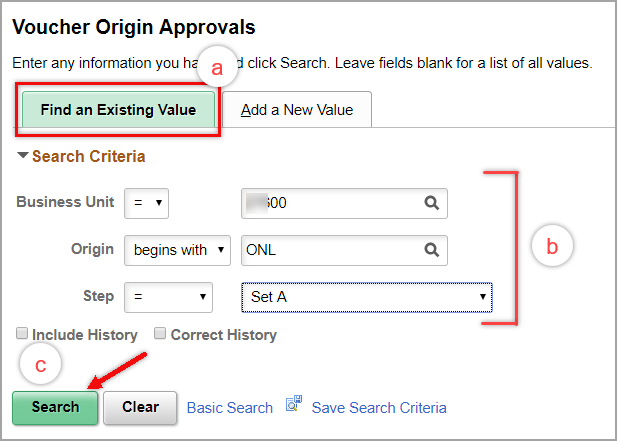 Voucher Origin Approvals
Enter any information you ha d click Search. Leave fields blank for a list of all values.
a
Find an Existing Value
Add a New Value
Search Criteria
Business Unit = 600
Origin begins with ONL
b
Step = Set A
Include History Correct History
c
Search Clear Basic Search Save Search Criteria